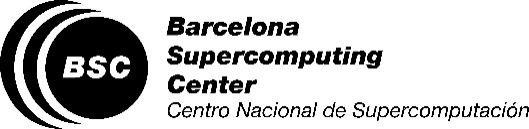 BSC
Barcelona
Supercomputing
Center
Centro Nacional de Supercomputación